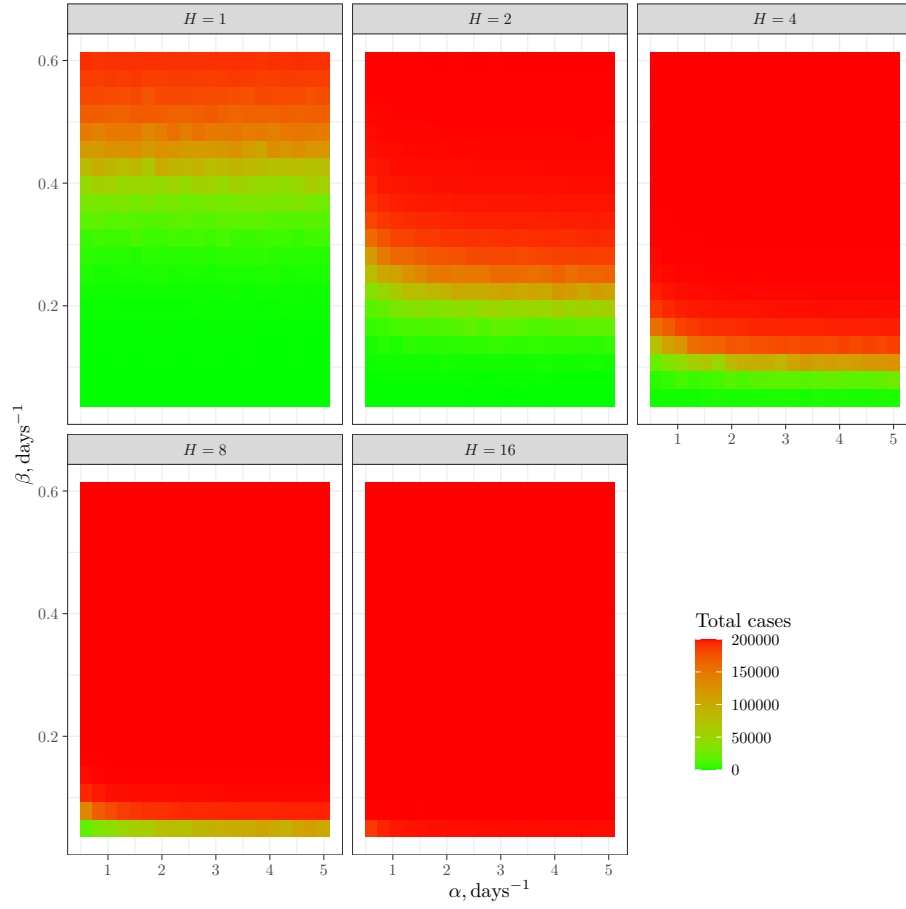 H = 1
H = 2
H = 4
0.6
0.4
0.2
1 2 3 4 5
β, days⁻¹
H = 8
H = 16
0.6
0.4
0.2
1 2 3 4 5
1 2 3 4 5
α, days⁻¹
Total cases
200000
150000
100000
50000
0